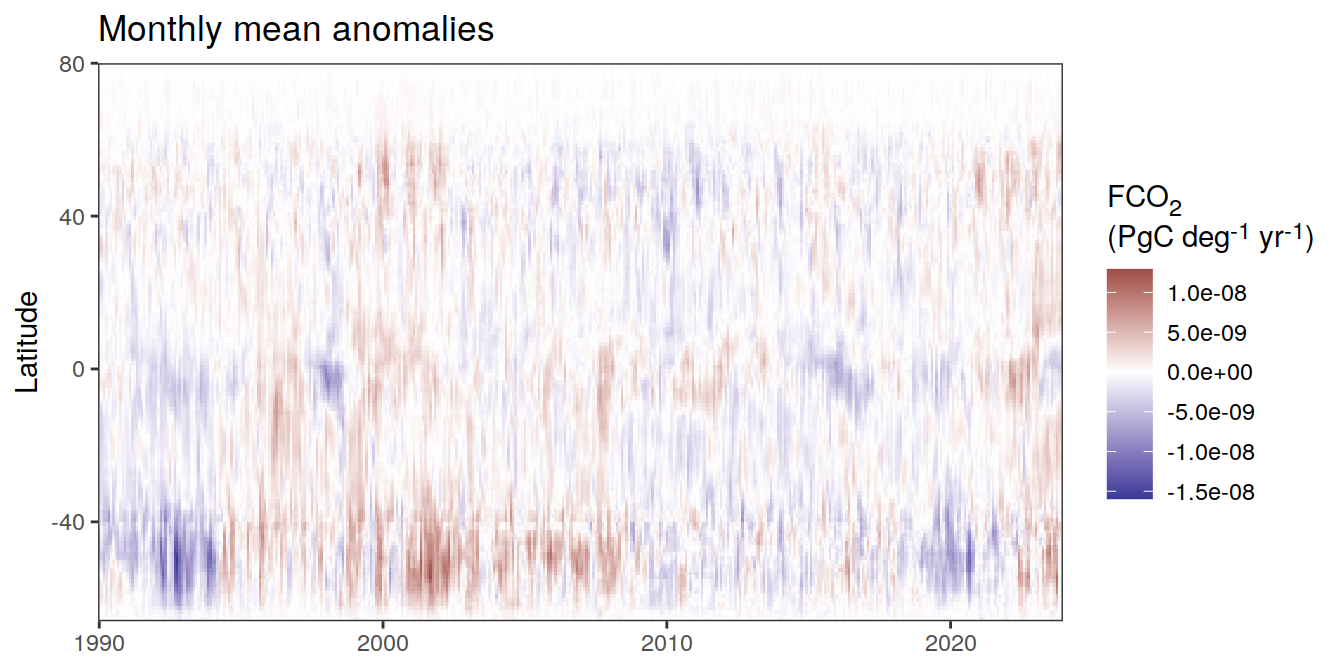 Monthly mean anomalies
80
40
0
-40
Latitude
1990 2000 2010 2020
FCO₂
(PgC deg⁻¹ yr⁻¹)
1.0e-08
5.0e-09
0.0e+00
-5.0e-09
-1.0e-08
-1.5e-08